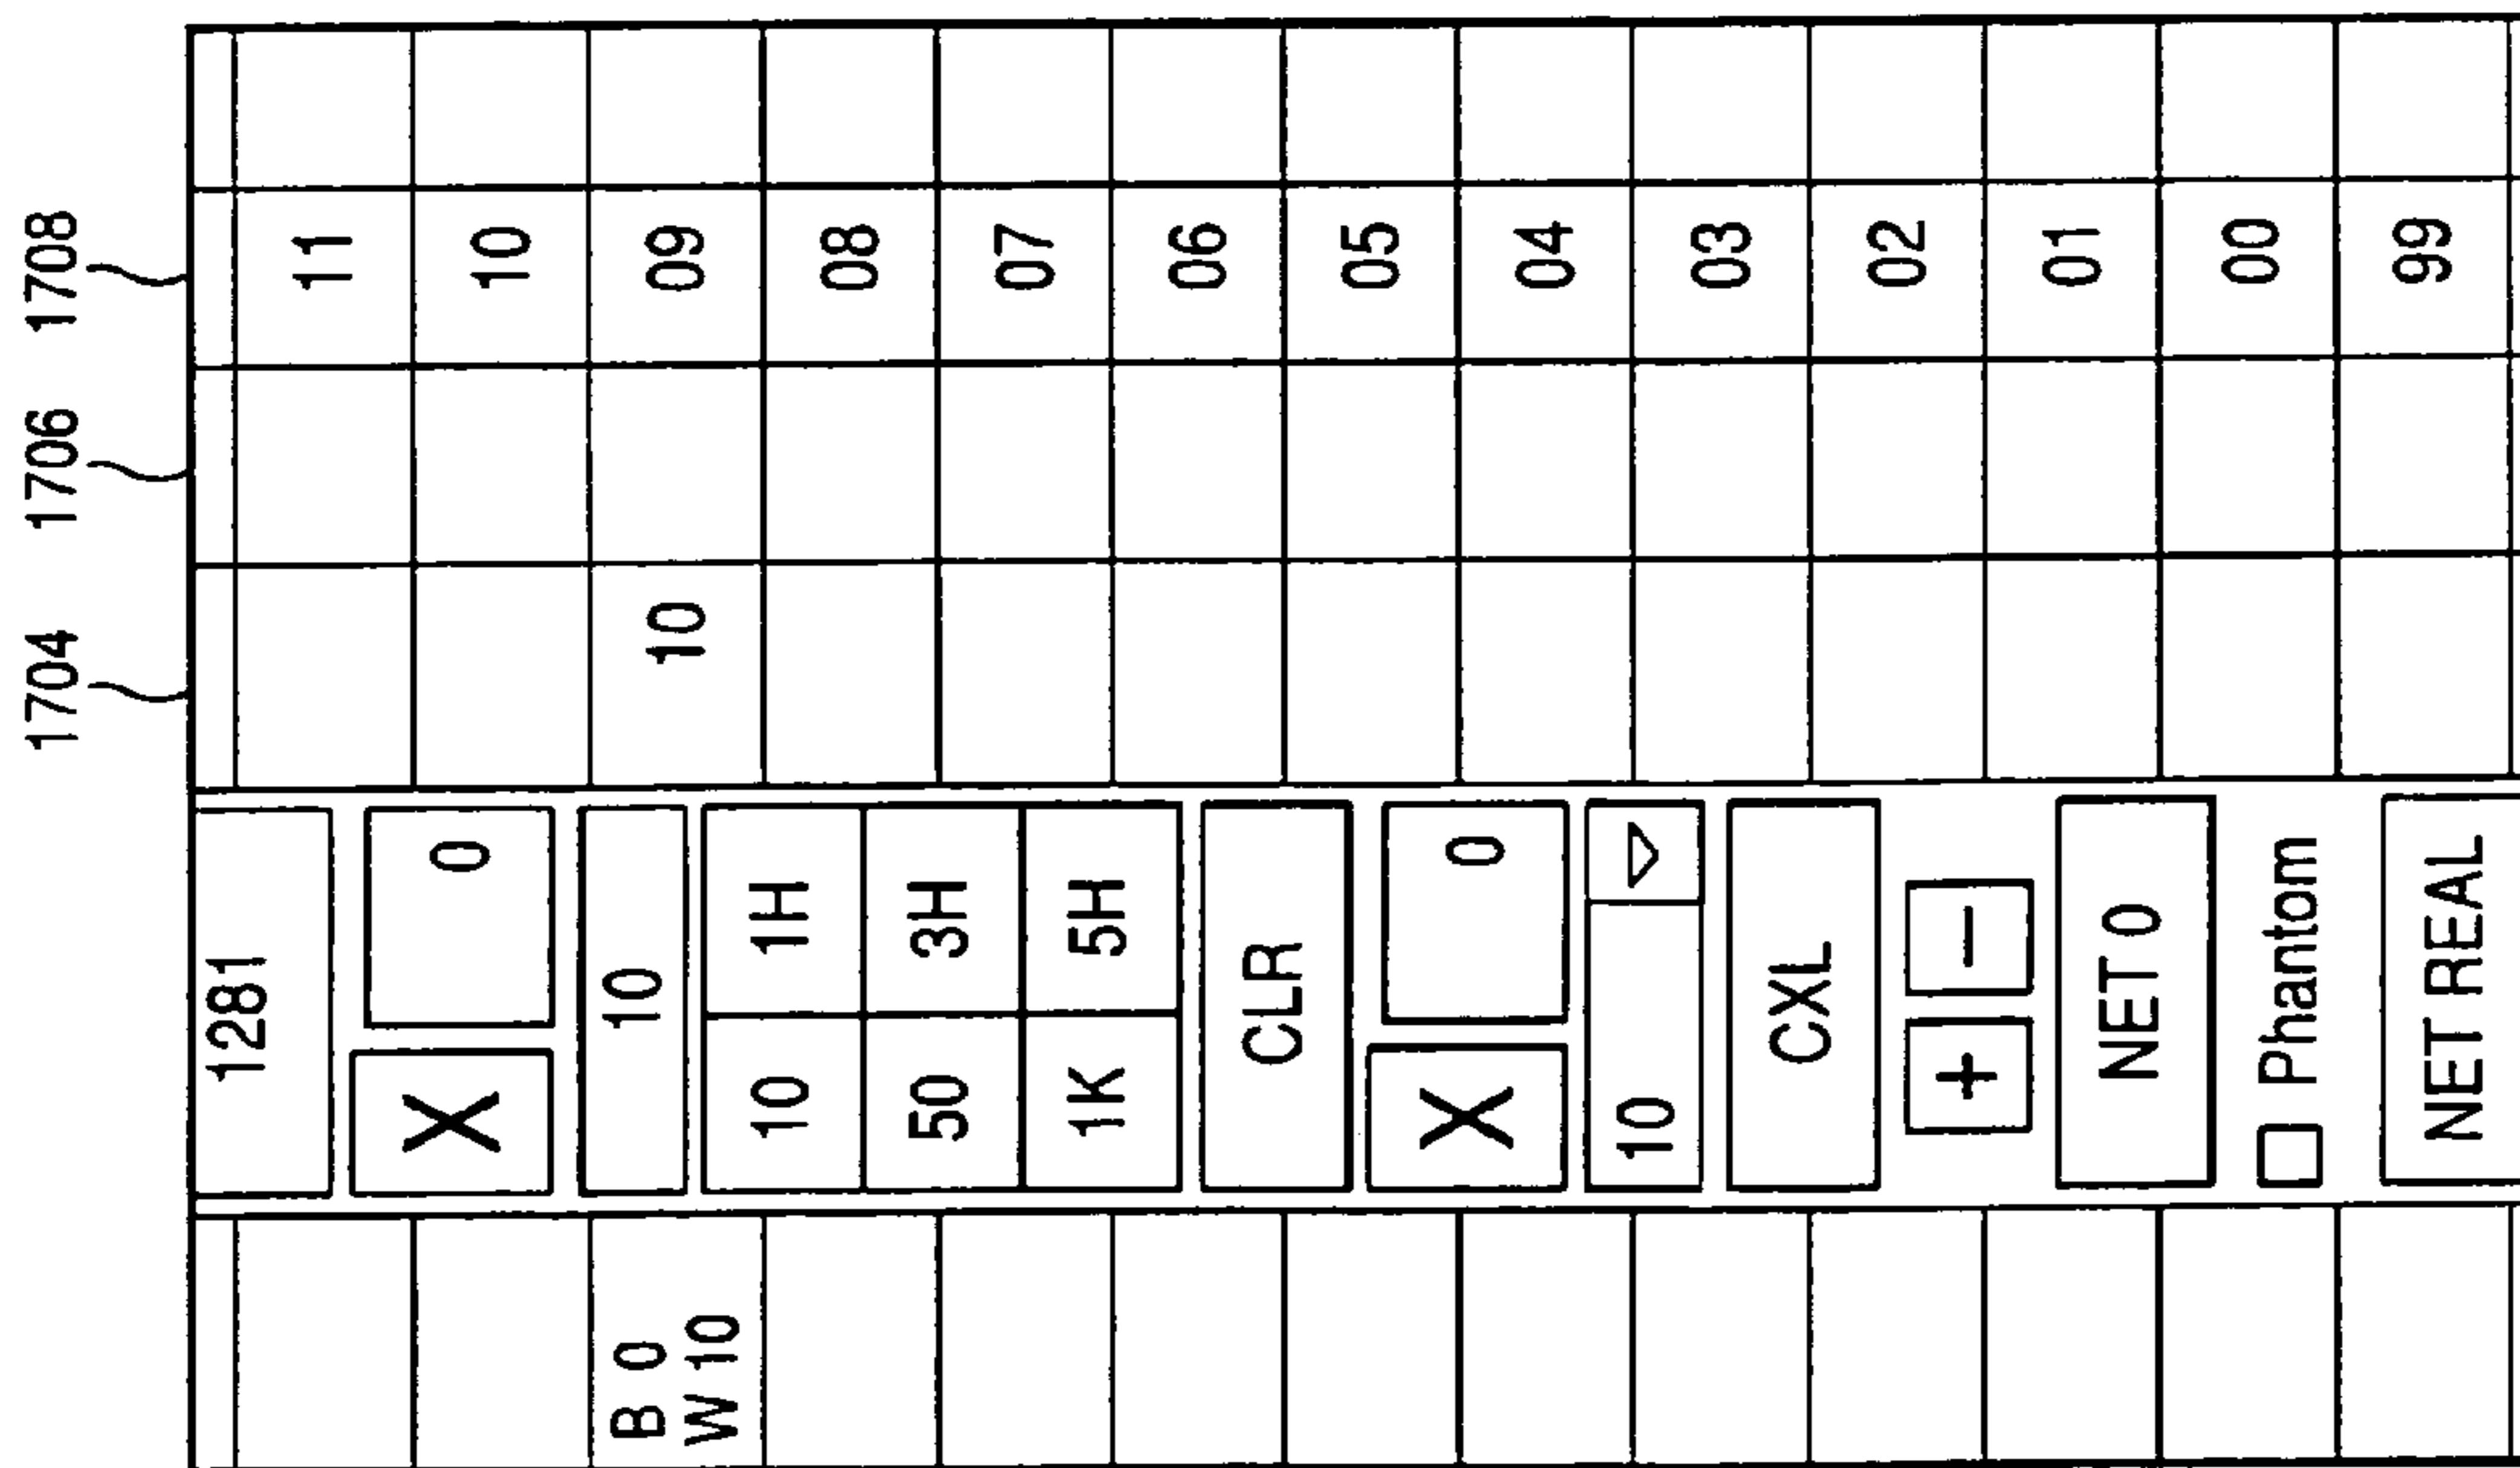 1704 1706 1708
B 0
W 10
1281
X 0
10
10 1H
50 3H
1K 5H
CLR
X 0
10
CXL
+ −
NET 0
Phantom
NET REAL
10
11
10
09
08
07
06
05
04
03
02
01
00
99